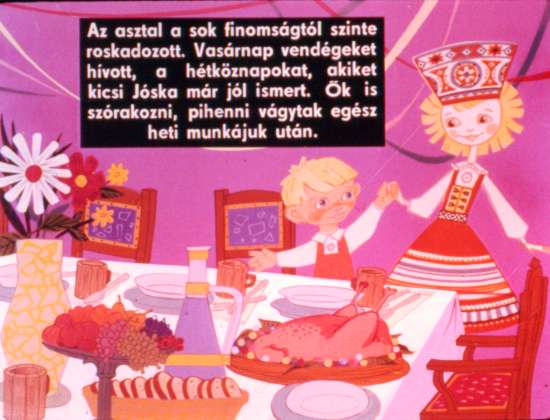 Az asztal a sok finomságtól szinte
roskadozott. Vasárnap vendégeket
hívott, a hétköznapokat, akiket
kicsi Jóska már jól ismert. Ők is
szórakozni, pihenni vágytak egész
heti munkájuk után.